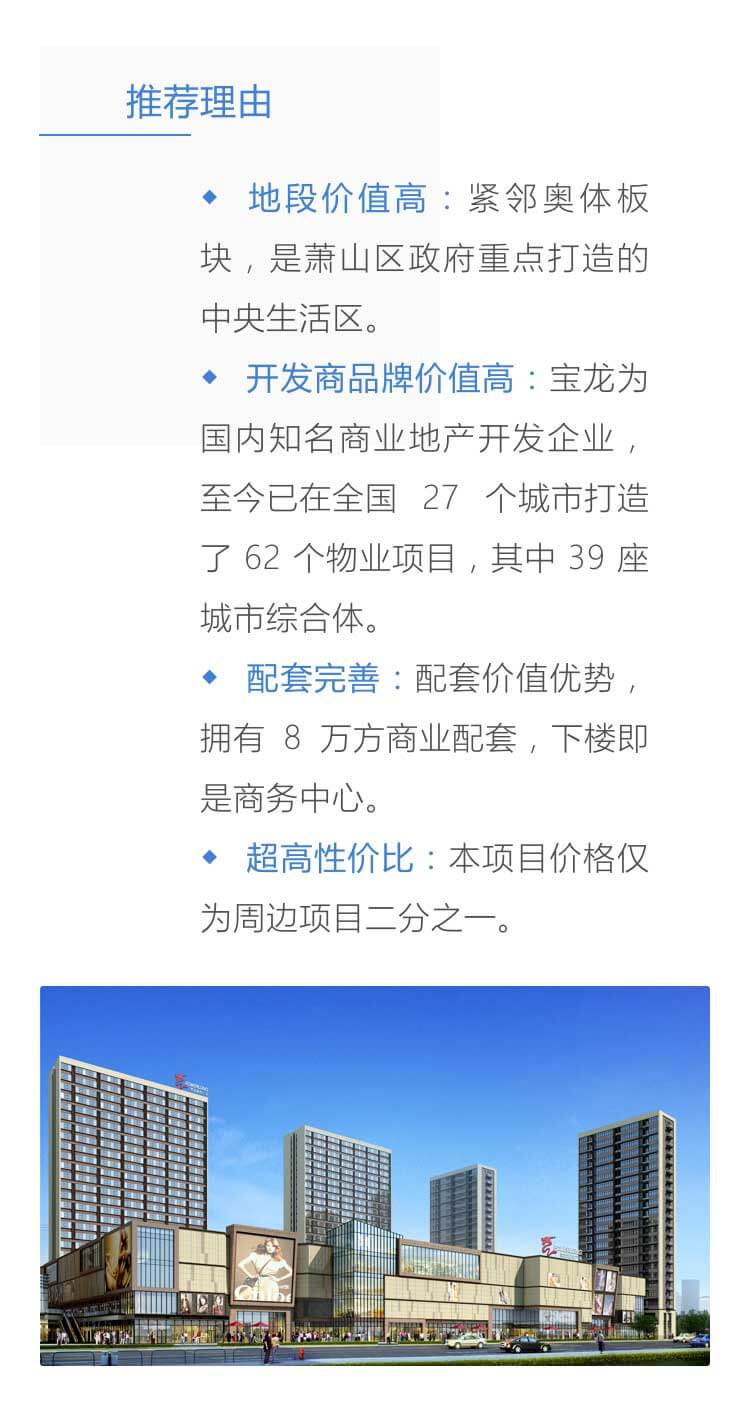 推荐理由
◆ 地段价值高：紧邻奥体板
块，是萧山区政府重点打造的
中央生活区。
◆ 开发商品牌价值高：宝龙为
国内知名商业地产开发企业，
至今已在全国 27 个城市打造
了 62 个物业项目，其中 39 座
城市综合体。
◆ 配套完善：配套价值优势，
拥有 8 万方商业配套，下楼即
是商务中心。
◆ 超高性价比：本项目价格仅
为周边项目二分之一。